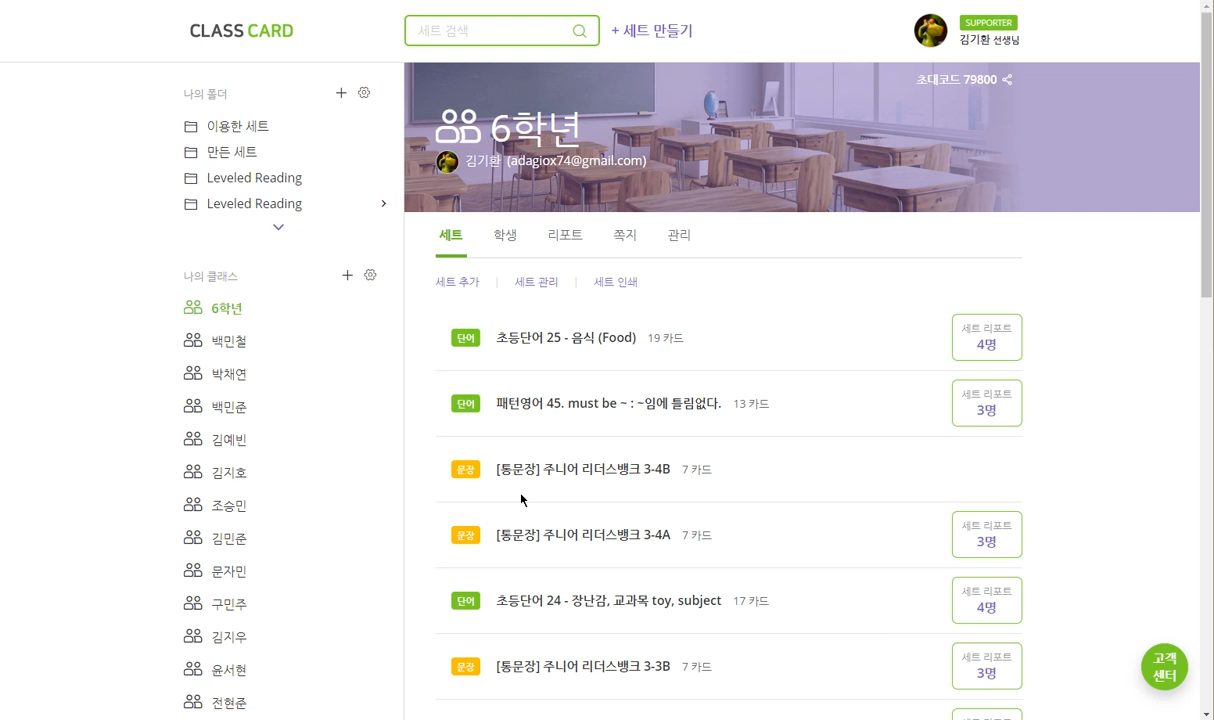 CLASS CARD
세트 검색
+ 세트 만들기
SUPPORTER
김기환 선생님
나의 폴더
이용한 세트
만든 세트
Leveled Reading
Leveled Reading
나의 클래스
6학년
백민철
박채연
백민준
김예빈
김지호
조승민
김민준
문자민
구민주
김지우
윤서현
전현준
초대코드 79800
6학년
김기환 (adagiox74@gmail.com)
세트 학생 리포트 쪽지 관리
세트 추가 | 세트 관리 | 세트 인쇄
단어 초등단어 25 - 음식 (Food) 19 카드
세트 리포트
4명
단어 패턴영어 45. must be ~ : ~임에 틀림없다. 13 카드
세트 리포트
3명
문장 [통문장] 주니어 리더스뱅크 3-4B 7 카드
문장 [통문장] 주니어 리더스뱅크 3-4A 7 카드
세트 리포트
3명
단어 초등단어 24 - 장난감, 교과목 toy, subject 17 카드
세트 리포트
4명
문장 [통문장] 주니어 리더스뱅크 3-3B 7 카드
세트 리포트
3명
세트 리포트
고객
센터